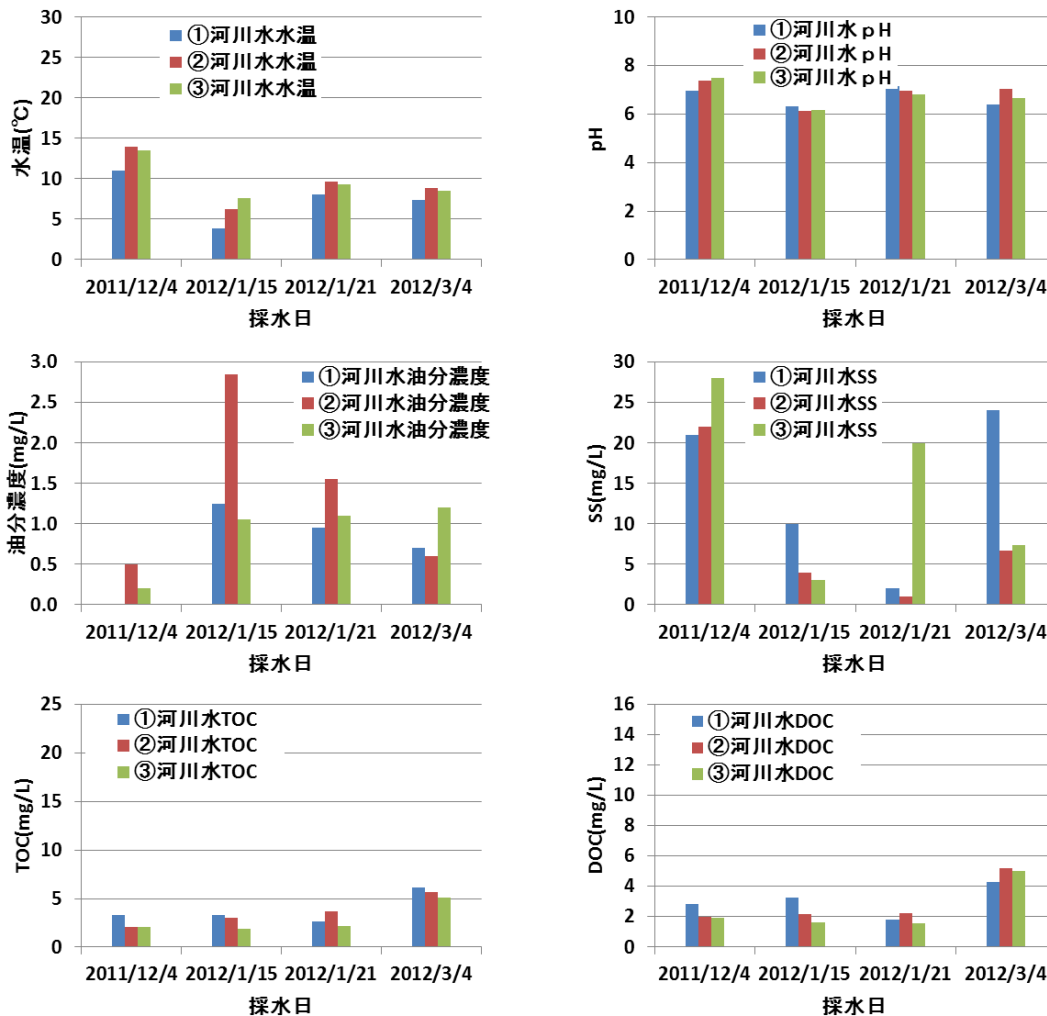 30
25
20
15
10
5
0
水温(℃)
①河川水水温
②河川水水温
③河川水水温
2011/12/4 2012/1/15 2012/1/21 2012/3/4
採水日
10
8
6
4
2
0
pH
①河川水ｐH
②河川水ｐH
③河川水ｐH
2011/12/4 2012/1/15 2012/1/21 2012/3/4
採水日
3.0
2.5
2.0
1.5
1.0
0.5
0.0
油分濃度(mg/L)
①河川水油分濃度
②河川水油分濃度
③河川水油分濃度
2011/12/4 2012/1/15 2012/1/21 2012/3/4
採水日
30
25
20
15
10
5
0
SS(mg/L)
①河川水SS
②河川水SS
③河川水SS
2011/12/4 2012/1/15 2012/1/21 2012/3/4
採水日
25
20
15
10
5
0
TOC(mg/L)
①河川水TOC
②河川水TOC
③河川水TOC
2011/12/4 2012/1/15 2012/1/21 2012/3/4
採水日
16
14
12
10
8
6
4
2
0
DOC(mg/L)
①河川水DOC
②河川水DOC
③河川水DOC
2011/12/4 2012/1/15 2012/1/21 2012/3/4
採水日